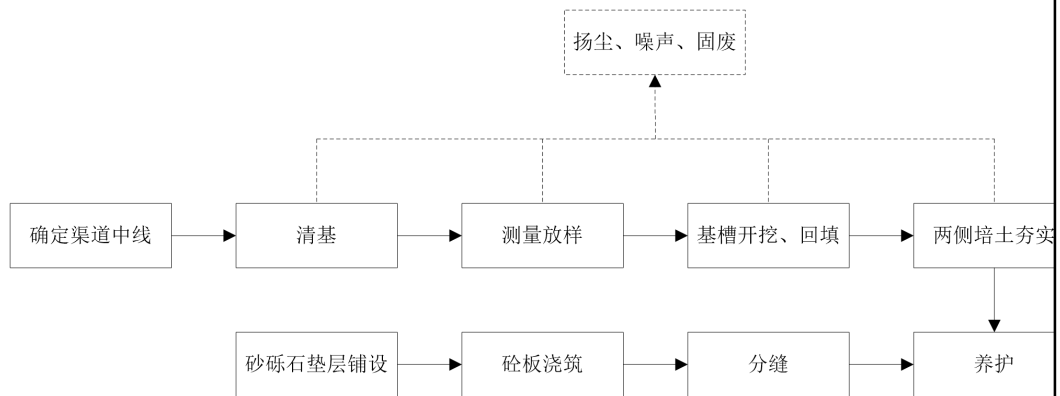 扬尘、噪声、固废
确定渠道中线
清基
测量放样
基槽开挖、回填
两侧培土夯实
砂砾石垫层铺设
砼板浇筑
分缝
养护